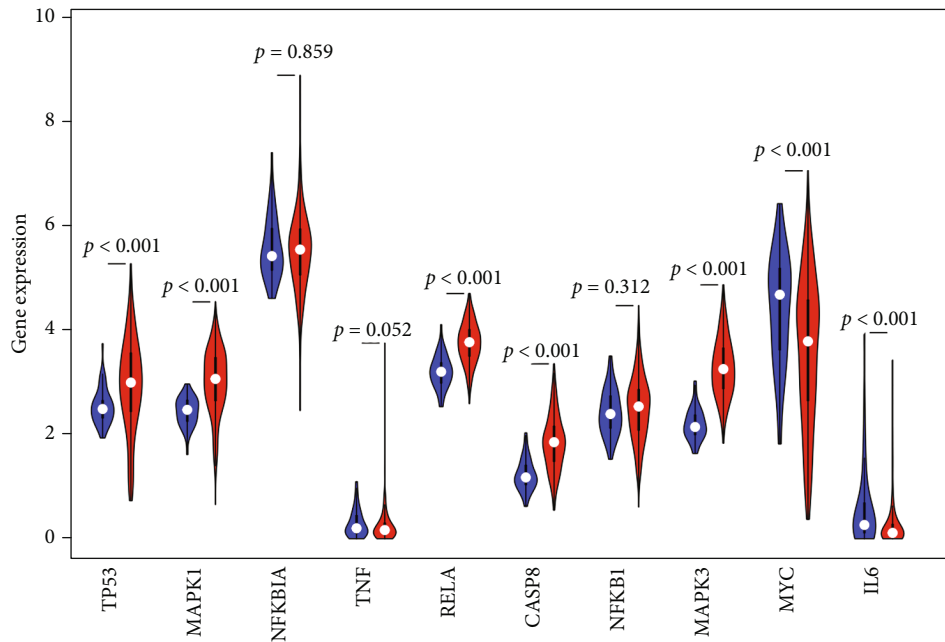 Gene expression
10
8
6
4
2
0
p < 0.001
p < 0.001
p = 0.859
p = 0.052
p < 0.001
p < 0.001
p = 0.312
p < 0.001
p < 0.001
p < 0.001
TP53
MAPK1
NFKBIA
TNF
RELA
CASP8
NFKB1
MAPK3
MYC
IL6